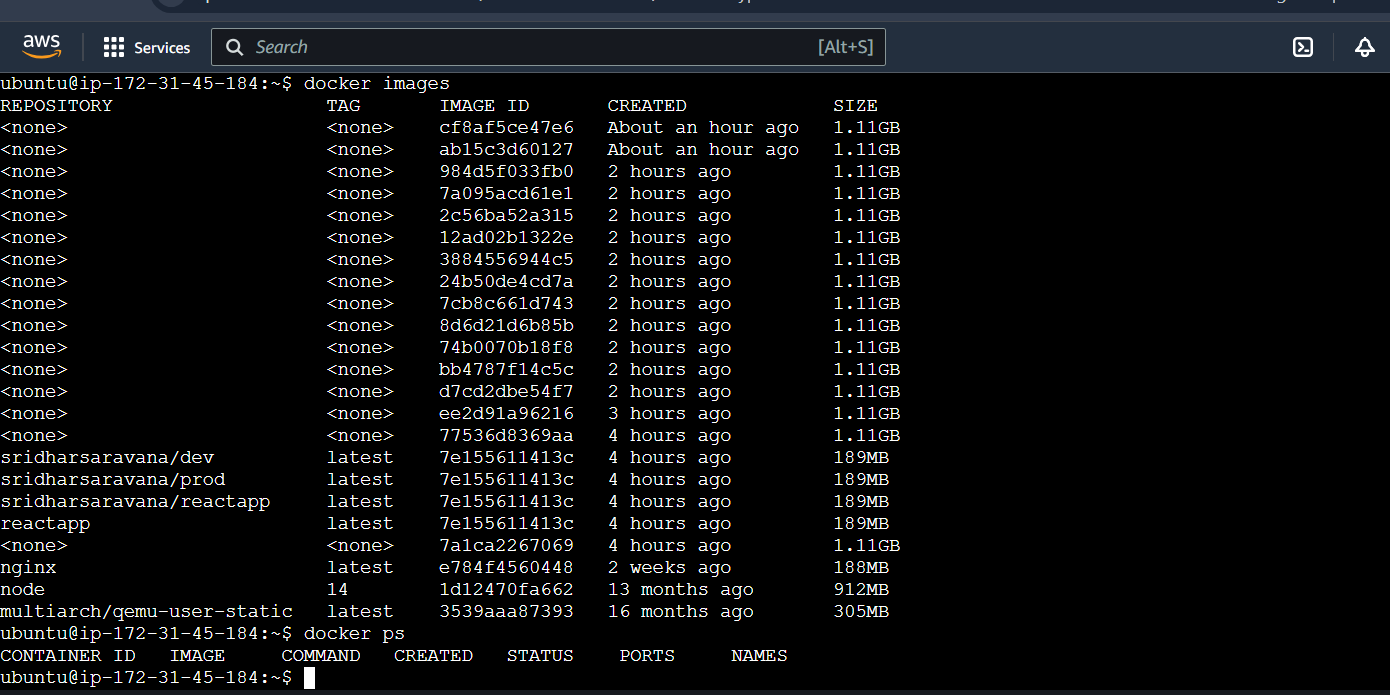 aws Services Search [Alt+S]
ubuntu@ip-172-31-45-184:~$ docker images
REPOSITORY TAG IMAGE ID CREATED SIZE
<none> <none> cf8af5ce47e6 About an hour ago 1.11GB
<none> <none> ab15c3d60127 About an hour ago 1.11GB
<none> <none> 984d5f033fb0 2 hours ago 1.11GB
<none> <none> 7a095acd61e1 2 hours ago 1.11GB
<none> <none> 2c56ba52a315 2 hours ago 1.11GB
<none> <none> 12ad02b1322e 2 hours ago 1.11GB
<none> <none> 3884556944c5 2 hours ago 1.11GB
<none> <none> 24b50de4cd7a 2 hours ago 1.11GB
<none> <none> 7cb8c661d743 2 hours ago 1.11GB
<none> <none> 8d6d21d6b85b 2 hours ago 1.11GB
<none> <none> 74b0070b18f8 2 hours ago 1.11GB
<none> <none> bb4787f14c5c 2 hours ago 1.11GB
<none> <none> d7cd2dbe54f7 2 hours ago 1.11GB
<none> <none> ee2d91a96216 3 hours ago 1.11GB
<none> <none> 77536d8369aa 4 hours ago 1.11GB
sridharsaravana/dev latest 7e155611413c 4 hours ago 189MB
sridharsaravana/prod latest 7e155611413c 4 hours ago 189MB
sridharsaravana/reactapp latest 7e155611413c 4 hours ago 189MB
reactapp latest 7e155611413c 4 hours ago 189MB
<none> <none> 7a1ca2267069 4 hours ago 1.11GB
nginx latest e784f4560448 2 weeks ago 188MB
node 14 1d12470fa662 13 months ago 912MB
multiarch/qemu-user-static latest 3539aaa87393 16 months ago 305MB
ubuntu@ip-172-31-45-184:~$ docker ps
CONTAINER ID IMAGE COMMAND CREATED STATUS PORTS NAMES
ubuntu@ip-172-31-45-184:~$